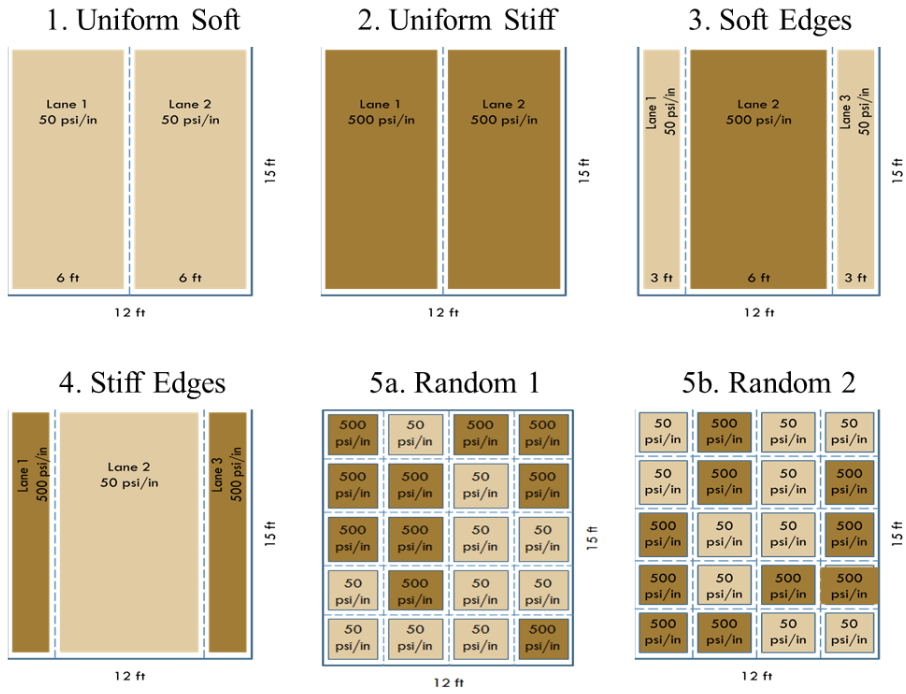 1. Uniform Soft
Lane 1
50 psi/in
Lane 2
50 psi/in
6 ft
6 ft
15 ft
12 ft
2. Uniform Stiff
Lane 1
500 psi/in
Lane 2
500 psi/in
15 ft
12 ft
3. Soft Edges
Lane 1
50 psi/in
Lane 2
500 psi/in
Lane 3
50 psi/in
3 ft
6 ft
3 ft
15 ft
12 ft
4. Stiff Edges
Lane 1
500 psi/in
Lane 2
50 psi/in
Lane 3
500 psi/in
15 ft
12 ft
5a. Random 1
500 psi/in
50 psi/in
500 psi/in
500 psi/in
500 psi/in
500 psi/in
50 psi/in
500 psi/in
500 psi/in
500 psi/in
50 psi/in
50 psi/in
50 psi/in
500 psi/in
50 psi/in
50 psi/in
50 psi/in
50 psi/in
50 psi/in
500 psi/in
15 ft
12 ft
5b. Random 2
50 psi/in
500 psi/in
50 psi/in
50 psi/in
50 psi/in
500 psi/in
50 psi/in
500 psi/in
500 psi/in
50 psi/in
50 psi/in
500 psi/in
500 psi/in
50 psi/in
500 psi/in
500 psi/in
500 psi/in
500 psi/in
50 psi/in
50 psi/in
15 ft
12 ft